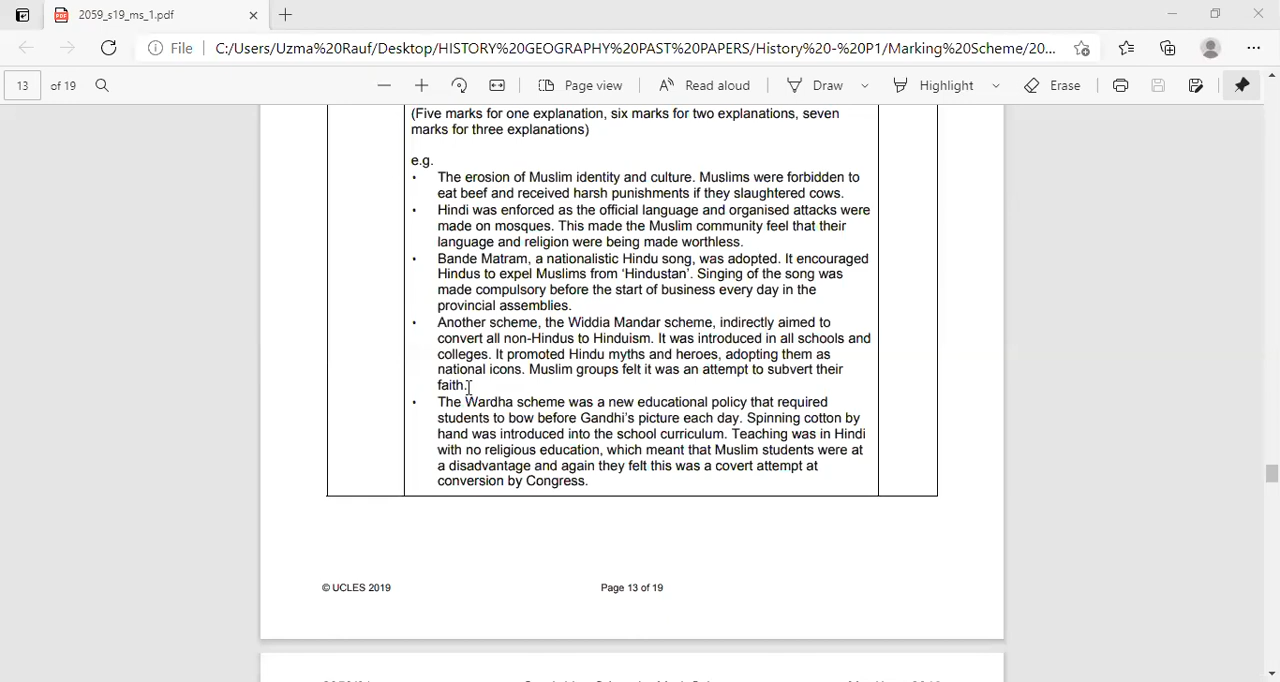 2059_s19_ms_1.pdf
File
C:/Users/Uzma%20Rauf/Desktop/HISTORY%20GEOGRAPHY%20PAST%20PAPERS/History%20-%20P1/Marking%20Scheme/20...
13 of 19
Page view
Read aloud
Draw
Highlight
Erase
(Five marks for one explanation, six marks for two explanations, seven
marks for three explanations)
e.g.
• The erosion of Muslim identity and culture. Muslims were forbidden to
eat beef and received harsh punishments if they slaughtered cows.
• Hindi was enforced as the official language and organised attacks were
made on mosques. This made the Muslim community feel that their
language and religion were being made worthless.
• Bande Matram, a nationalistic Hindu song, was adopted. It encouraged
Hindus to expel Muslims from ‘Hindustan’. Singing of the song was
made compulsory before the start of business every day in the
provincial assemblies.
• Another scheme, the Widdia Mandar scheme, indirectly aimed to
convert all non-Hindus to Hinduism. It was introduced in all schools and
colleges. It promoted Hindu myths and heroes, adopting them as
national icons. Muslim groups felt it was an attempt to subvert their
faith.
• The Wardha scheme was a new educational policy that required
students to bow before Gandhi’s picture each day. Spinning cotton by
hand was introduced into the school curriculum. Teaching was in Hindi
with no religious education, which meant that Muslim students were at
a disadvantage and again they felt this was a covert attempt at
conversion by Congress.
© UCLES 2019
Page 13 of 19